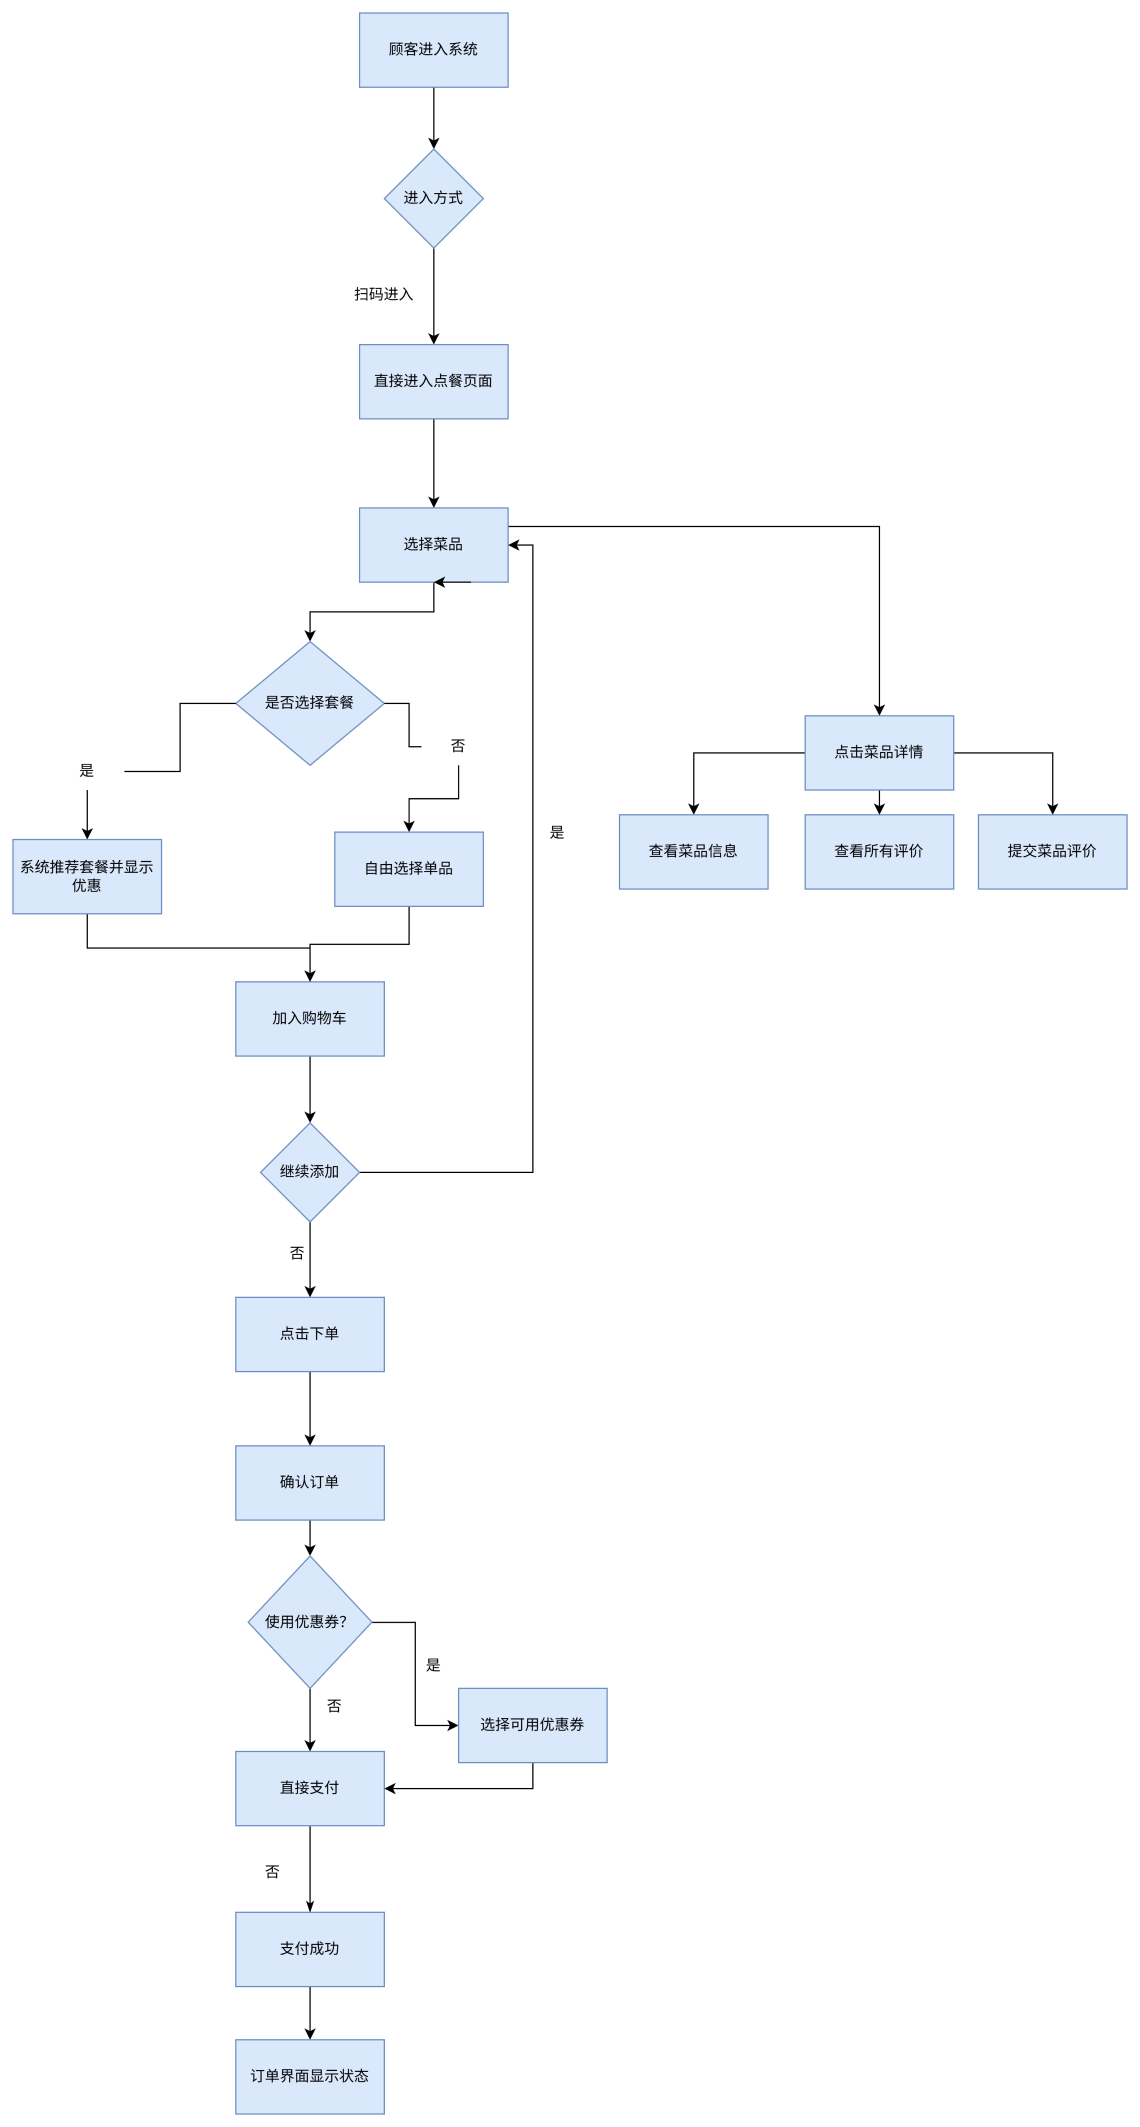 顾客进入系统
进入方式
扫码进入
直接进入点餐页面
选择菜品
是否选择套餐
否
是
点击菜品详情
是
查看菜品信息
查看所有评价
提交菜品评价
系统推荐套餐并显示
优惠
自由选择单品
加入购物车
继续添加
否
点击下单
确认订单
使用优惠券?
是
否
选择可用优惠券
直接支付
否
支付成功
订单界面显示状态